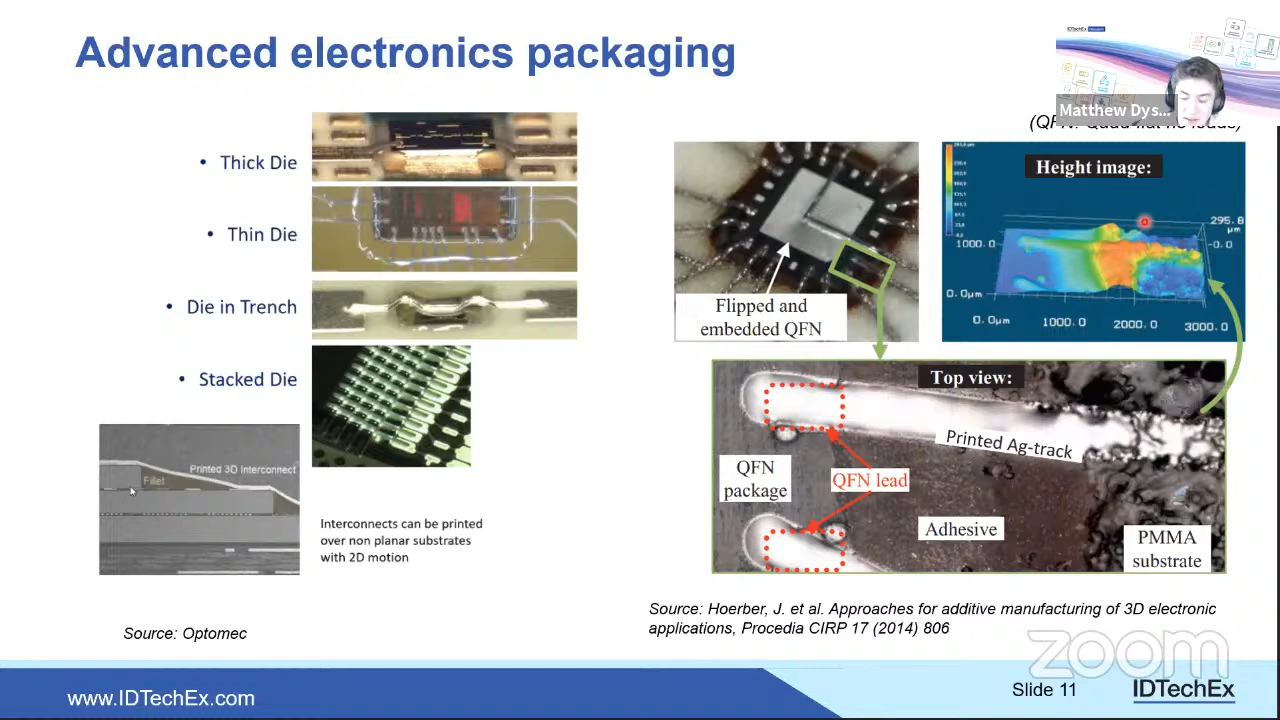 Advanced electronics packaging
Matthew Dys...
• Thick Die
• Thin Die
• Die in Trench
• Stacked Die
Printed 3D Interconnect
Fillet
Interconnects can be printed
over non planar substrates
with 2D motion
Source: Optomec
Flipped and
embedded QFN
Height image:
295.8
μm
1000.0
-0.0
0.0μm
0.0μm
1000.0
2000.0
3000.0
Top view:
Printed Ag-track
QFN
package
QFN lead
Adhesive
PMMA
substrate
Source: Hoerber, J. et al. Approaches for additive manufacturing of 3D electronic
applications, Procedia CIRP 17 (2014) 806
zoom
www.IDTechEx.com
Slide 11
IDTechEx